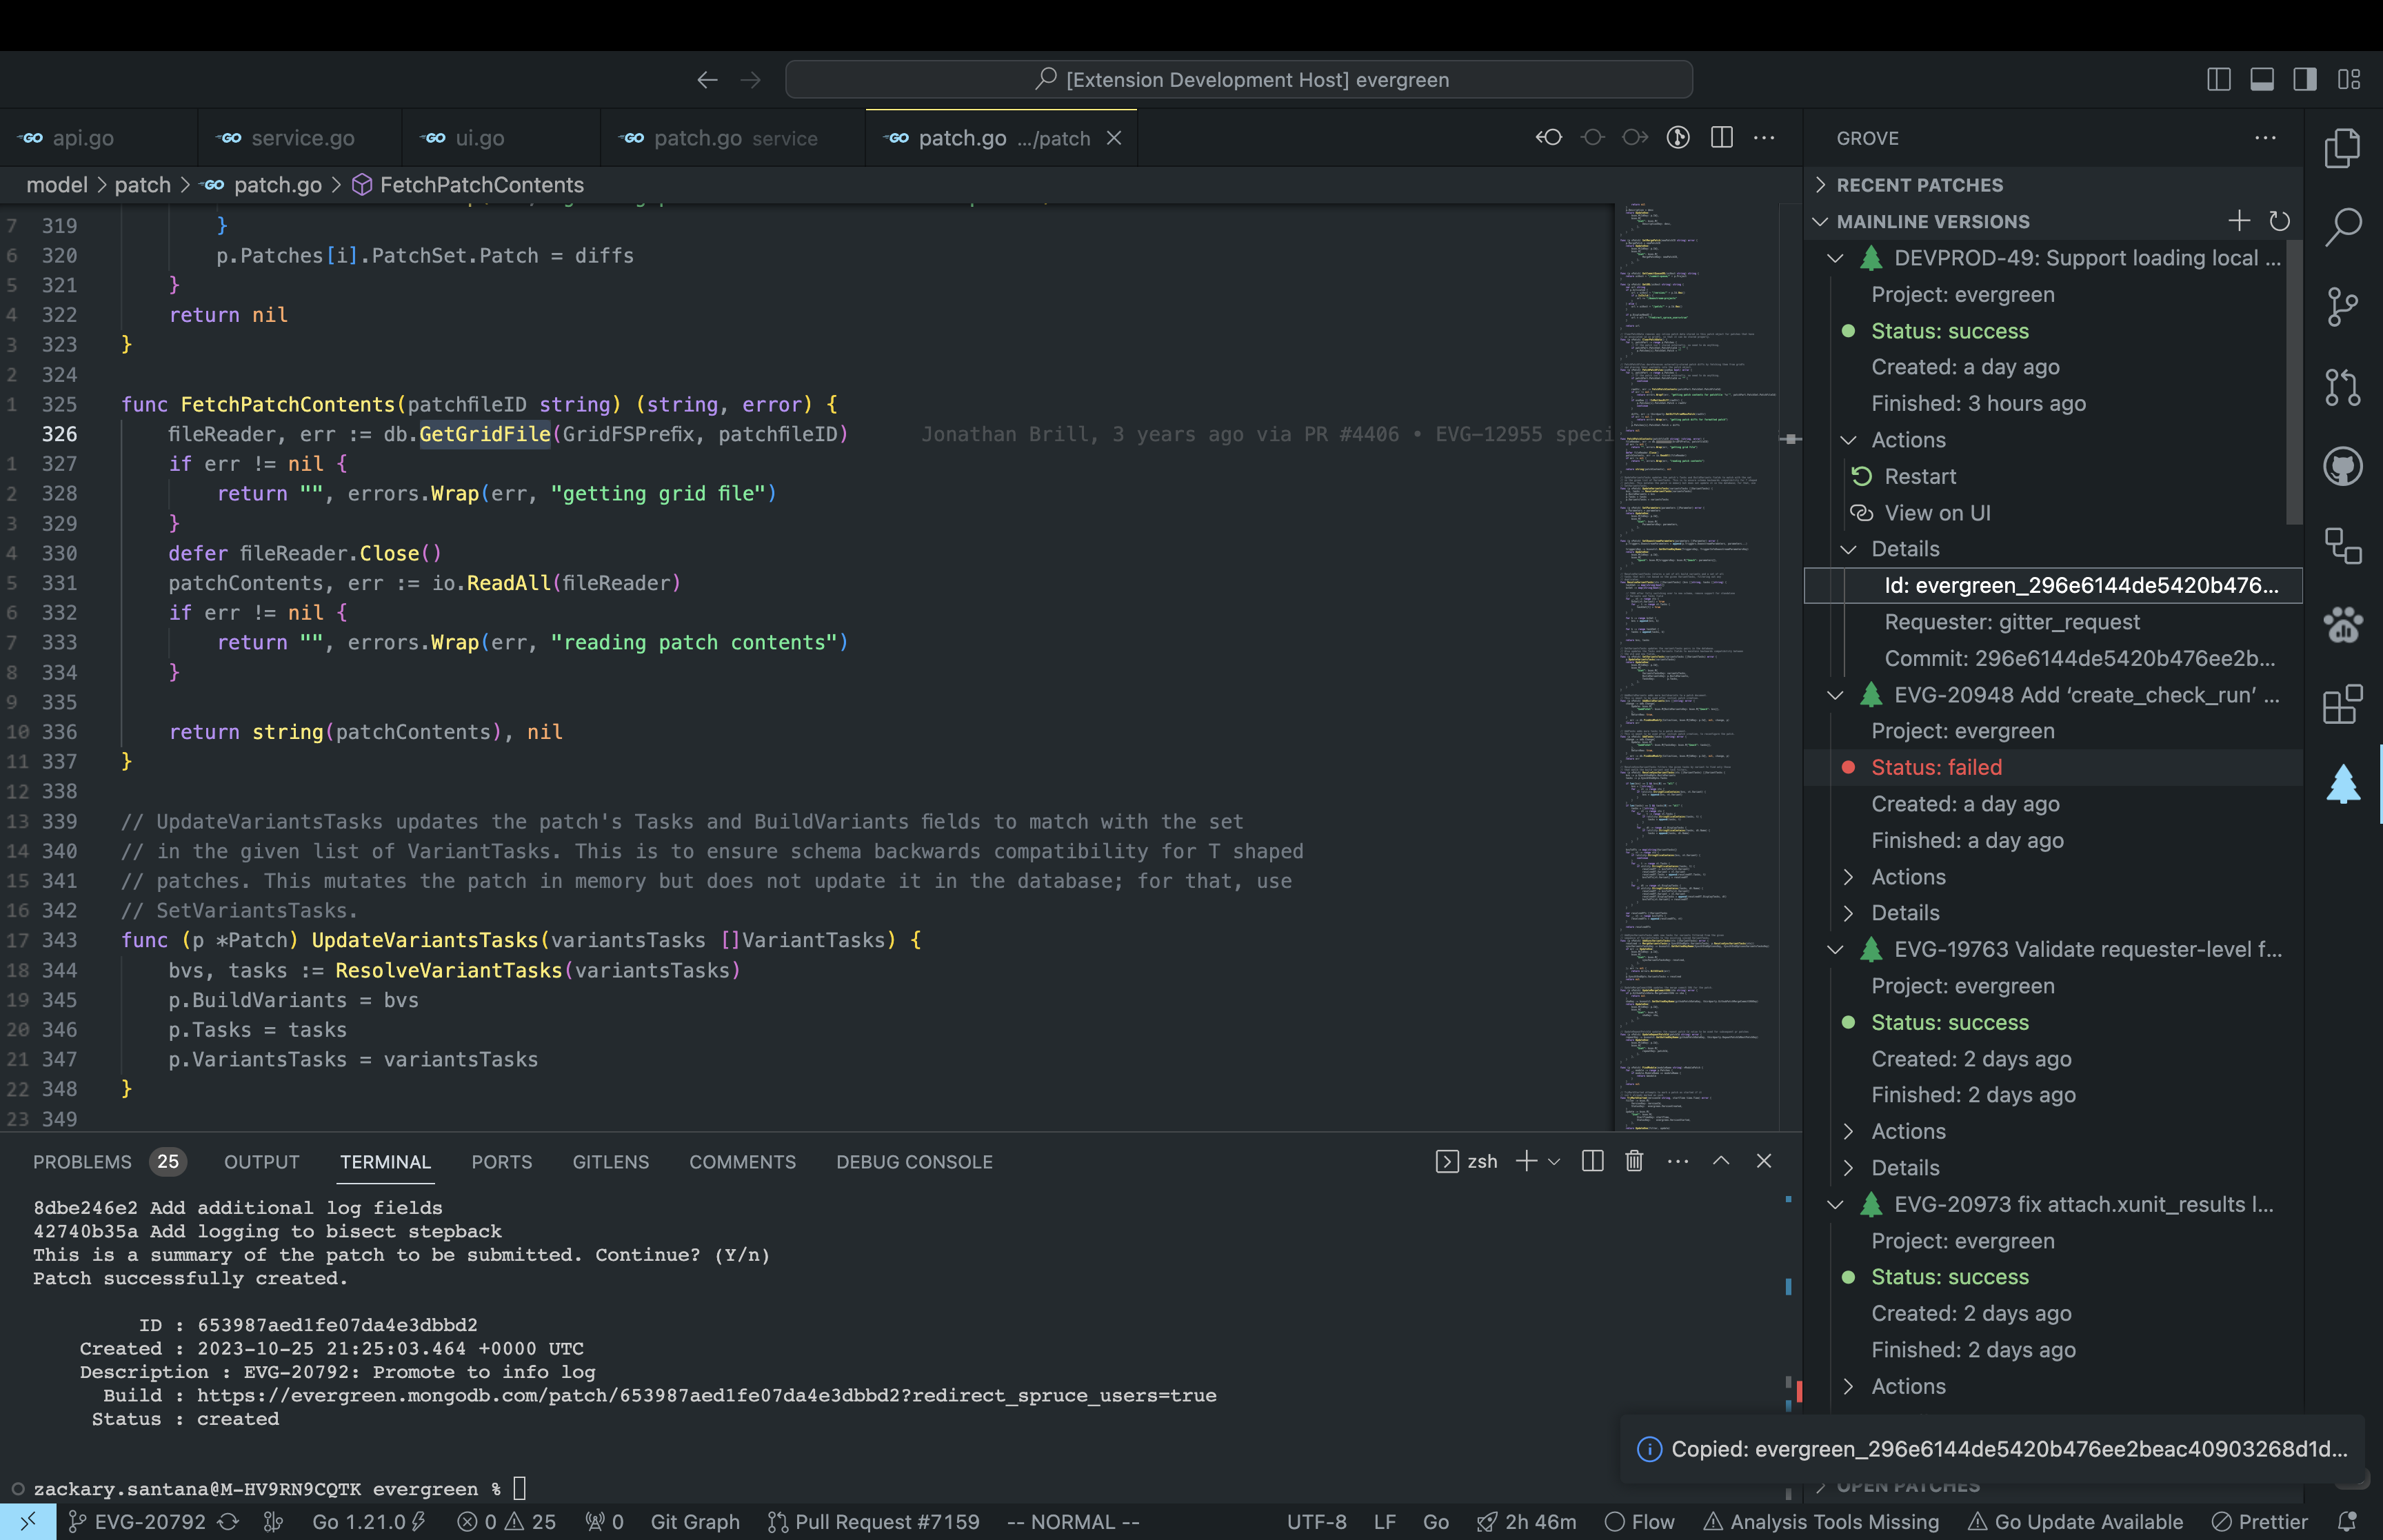 [Extension Development Host] evergreen
api.go
service.go
ui.go
patch.go service
patch.go .../patch
model > patch > patch.go > FetchPatchContents
7 319 }
6 320 p.Patches[i].PatchSet.Patch = diffs
5 321 }
4 322 return nil
3 323 }
2 324
1 325 func FetchPatchContents(patchfileID string) (string, error) {
326 fileReader, err := db.GetGridFile(GridFSPrefix, patchfileID) Jonathan Brill, 3 years ago via PR #4406 • EVG-12955 speci
1 327 if err != nil {
2 328 return "", errors.Wrap(err, "getting grid file")
3 329 }
4 330 defer fileReader.Close()
5 331 patchContents, err := io.ReadAll(fileReader)
6 332 if err != nil {
7 333 return "", errors.Wrap(err, "reading patch contents")
8 334 }
9 335
10 336 return string(patchContents), nil
11 337 }
12 338
13 339 // UpdateVariantsTasks updates the patch's Tasks and BuildVariants fields to match with the set
14 340 // in the given list of VariantTasks. This is to ensure schema backwards compatibility for T shaped
15 341 // patches. This mutates the patch in memory but does not update it in the database; for that, use
16 342 // SetVariantsTasks.
17 343 func (p *Patch) UpdateVariantsTasks(variantsTasks []VariantTasks) {
18 344 bvs, tasks := ResolveVariantTasks(variantsTasks)
19 345 p.BuildVariants = bvs
20 346 p.Tasks = tasks
21 347 p.VariantsTasks = variantsTasks
22 348 }
23 349
PROBLEMS 25 OUTPUT TERMINAL PORTS GITLENS COMMENTS DEBUG CONSOLE
zsh
8dbe246e2 Add additional log fields
42740b35a Add logging to bisect stepback
This is a summary of the patch to be submitted. Continue? (Y/n)
Patch successfully created.
ID : 653987aed1fe07da4e3dbbd2
Created : 2023-10-25 21:25:03.464 +0000 UTC
Description : EVG-20792: Promote to info log
Build : https://evergreen.mongodb.com/patch/653987aed1fe07da4e3dbbd2?redirect_spruce_users=true
Status : created
zackary.santana@M-HV9RN9CQTK evergreen %
GROVE
RECENT PATCHES
MAINLINE VERSIONS
DEVPROD-49: Support loading local ...
Project: evergreen
Status: success
Created: a day ago
Finished: 3 hours ago
Actions
Restart
View on UI
Details
Id: evergreen_296e6144de5420b476...
Requester: gitter_request
Commit: 296e6144de5420b476ee2b...
EVG-20948 Add ‘create_check_run’ ...
Project: evergreen
Status: failed
Created: a day ago
Finished: a day ago
Actions
Details
EVG-19763 Validate requester-level f...
Project: evergreen
Status: success
Created: 2 days ago
Finished: 2 days ago
Actions
Details
EVG-20973 fix attach.xunit_results l...
Project: evergreen
Status: success
Created: 2 days ago
Finished: 2 days ago
Actions
Copied: evergreen_296e6144de5420b476ee2beac40903268d1d...
OPEN PATCHES
EVG-20792 Go 1.21.0 0 25 0 Git Graph Pull Request #7159 -- NORMAL -- UTF-8 LF Go 2h 46m Flow Analysis Tools Missing Go Update Available Prettier